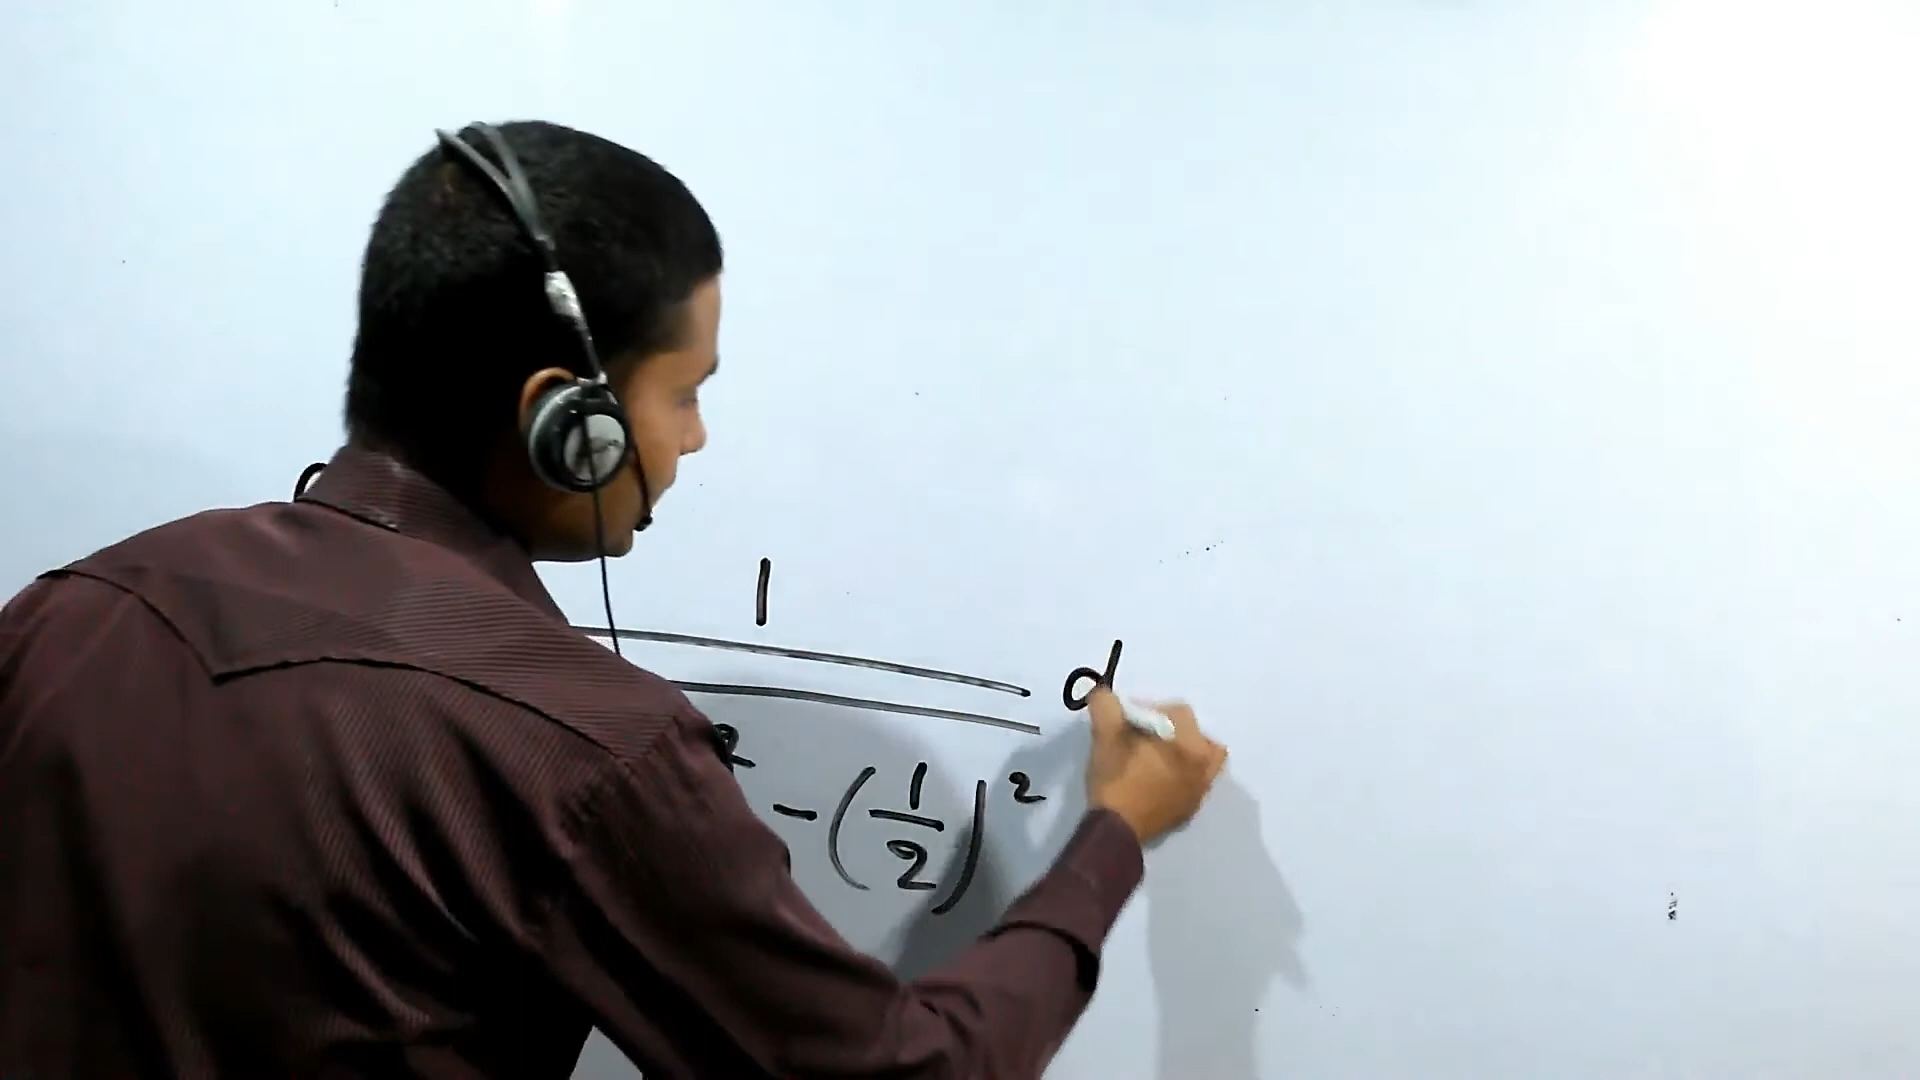 1
d
- (1/2)²